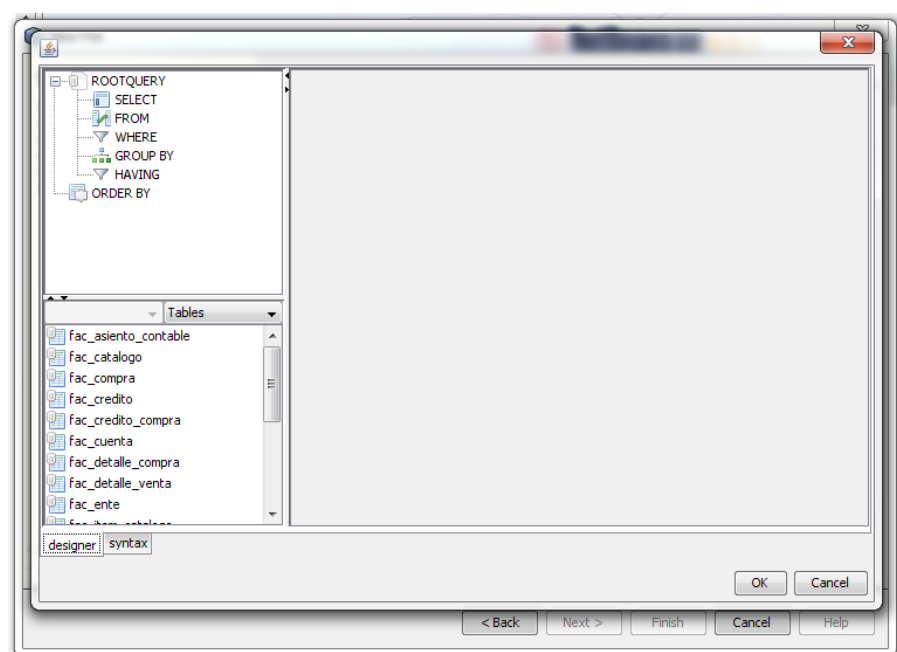 ROOTQUERY
SELECT
FROM
WHERE
GROUP BY
HAVING
ORDER BY
Tables
fac_asiento_contable
fac_catalogo
fac_compra
fac_credito
fac_credito_compra
fac_cuenta
fac_detalle_compra
fac_detalle_venta
fac_ente
designer syntax
OK Cancel
< Back Next > Finish Cancel Help